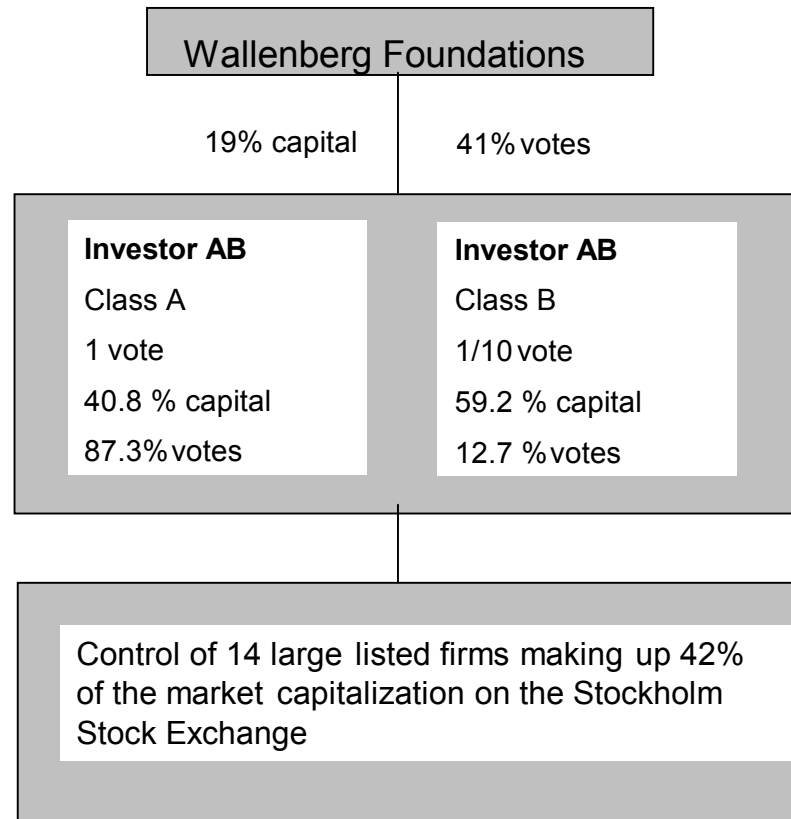 Wallenberg Foundations
19% capital
41% votes
Investor AB
Class A
1 vote
40.8 % capital
87.3% votes
Investor AB
Class B
1/10 vote
59.2 % capital
12.7 % votes
Control of 14 large listed firms making up 42%
of the market capitalization on the Stockholm
Stock Exchange